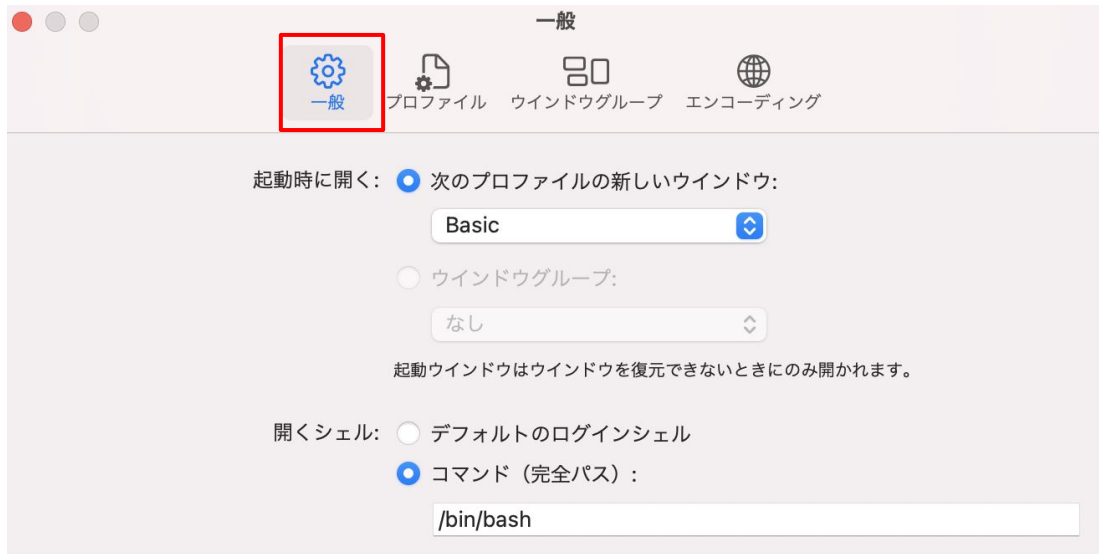 一般
一般
プロファイル
ウインドウグループ
エンコーディング
起動時に開く:
次のプロファイルの新しいウインドウ:
Basic
ウインドウグループ:
なし
起動ウインドウはウインドウを復元できないときにのみ開かれます。
開くシェル:
デフォルトのログインシェル
コマンド（完全パス）:
/bin/bash